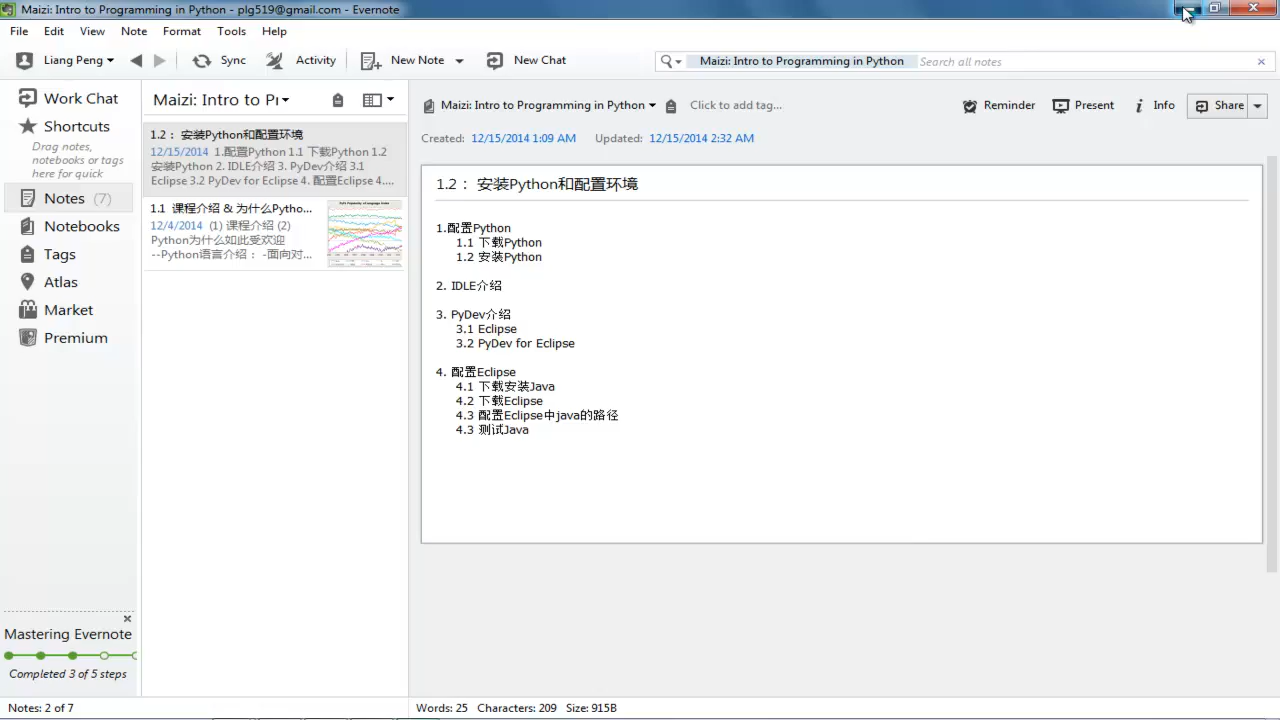 Maizi: Intro to Programming in Python - plg519@gmail.com - Evernote
File Edit View Note Format Tools Help
Liang Peng Sync Activity New Note New Chat
Maizi: Intro to Programming in Python Search all notes
Work Chat
Shortcuts
Drag notes,
notebooks or tags
here for quick
Notes (7)
Notebooks
Tags
Atlas
Market
Premium
Mastering Evernote
Completed 3 of 5 steps
Maizi: Intro to Pr
1.2： 安装Python和配置环境
12/15/2014 1.配置Python 1.1 下载Python 1.2
安装Python 2. IDLE介绍 3. PyDev介绍 3.1
Eclipse 3.2 PyDev for Eclipse 4. 配置Eclipse 4....
1.1 课程介绍 & 为什么Pytho...
12/4/2014 (1) 课程介绍 (2)
Python为什么如此受欢迎
--Python语言介绍： -面向对...
Maizi: Intro to Programming in Python Click to add tag... Reminder Present Info Share
Created: 12/15/2014 1:09 AM Updated: 12/15/2014 2:32 AM
1.2： 安装Python和配置环境
1.配置Python
1.1 下载Python
1.2 安装Python
2. IDLE介绍
3. PyDev介绍
3.1 Eclipse
3.2 PyDev for Eclipse
4. 配置Eclipse
4.1 下载安装Java
4.2 下载Eclipse
4.3 配置Eclipse中java的路径
4.3 测试Java
Notes: 2 of 7 Words: 25 Characters: 209 Size: 915B